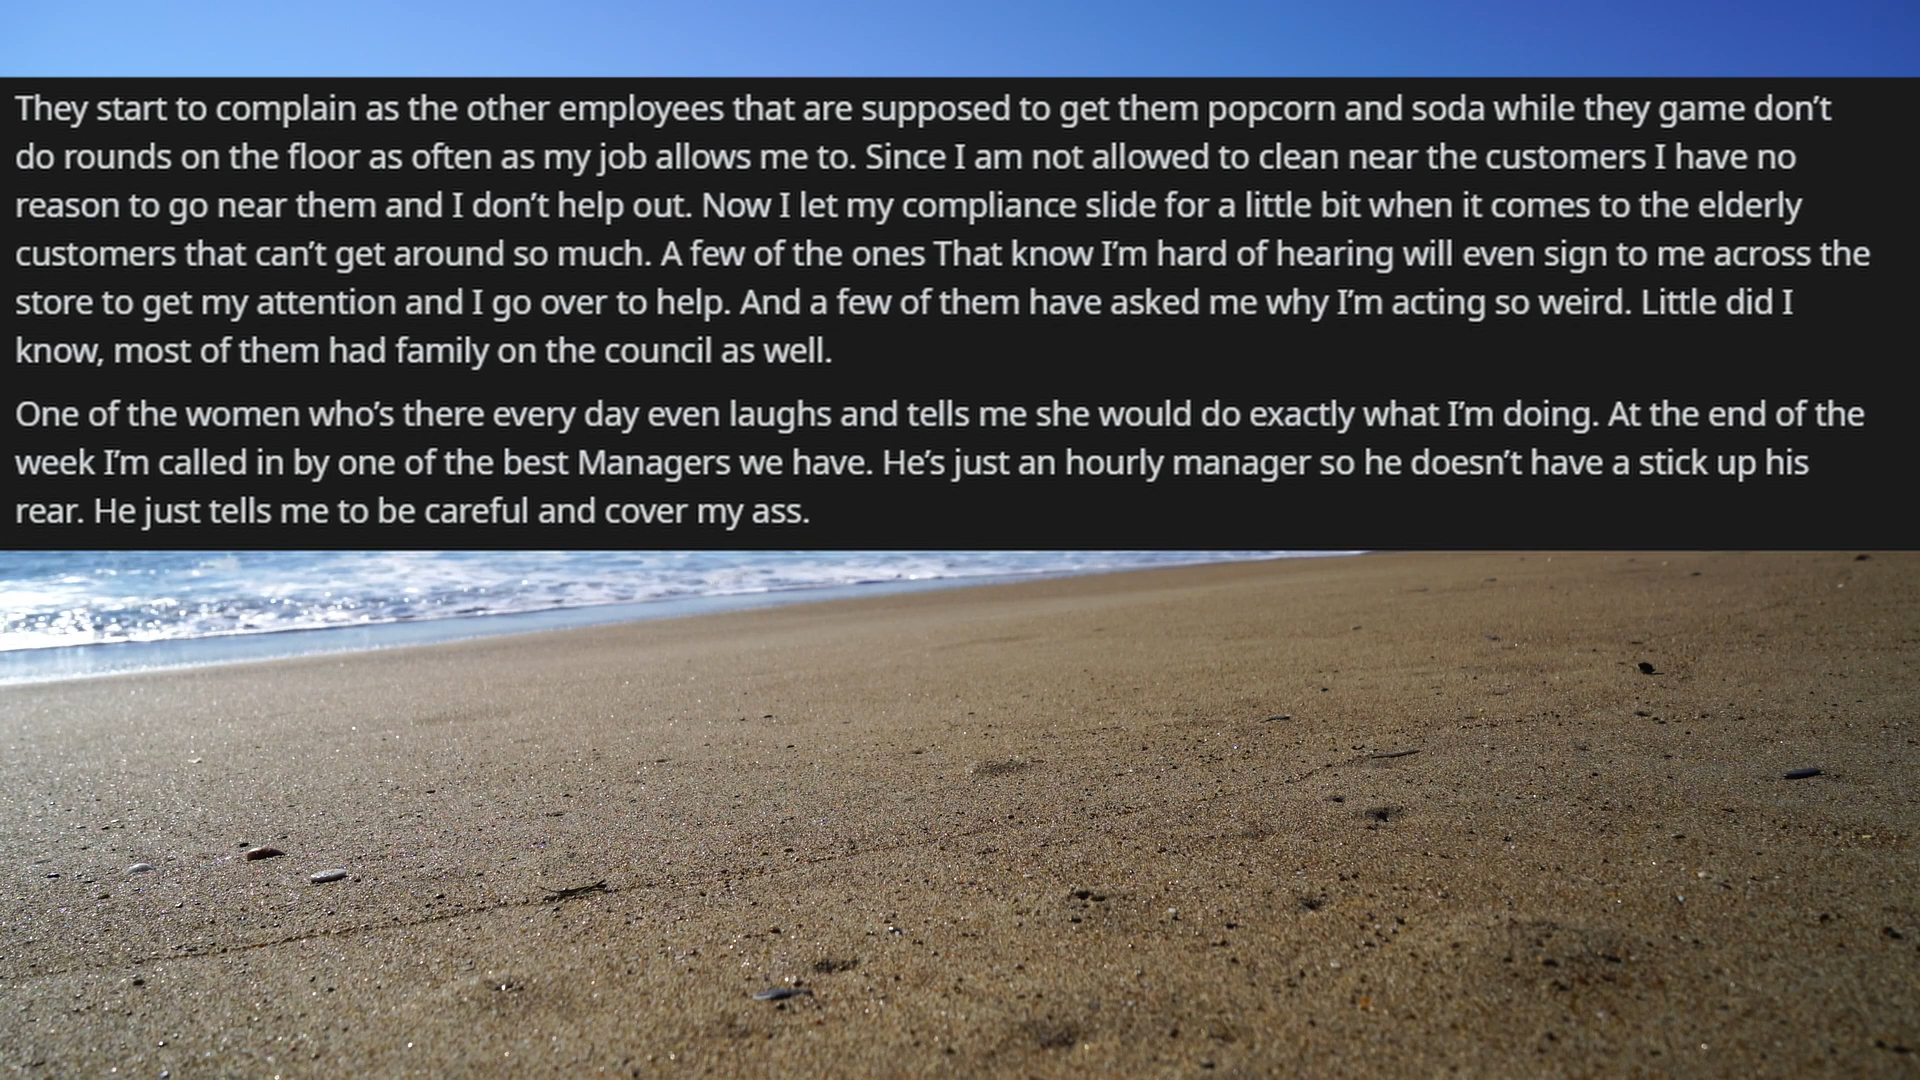 They start to complain as the other employees that are supposed to get them popcorn and soda while they game don’t
do rounds on the floor as often as my job allows me to. Since I am not allowed to clean near the customers I have no
reason to go near them and I don’t help out. Now I let my compliance slide for a little bit when it comes to the elderly
customers that can’t get around so much. A few of the ones That know I’m hard of hearing will even sign to me across the
store to get my attention and I go over to help. And a few of them have asked me why I’m acting so weird. Little did I
know, most of them had family on the council as well.
One of the women who’s there every day even laughs and tells me she would do exactly what I’m doing. At the end of the
week I’m called in by one of the best Managers we have. He’s just an hourly manager so he doesn’t have a stick up his
rear. He just tells me to be careful and cover my ass.